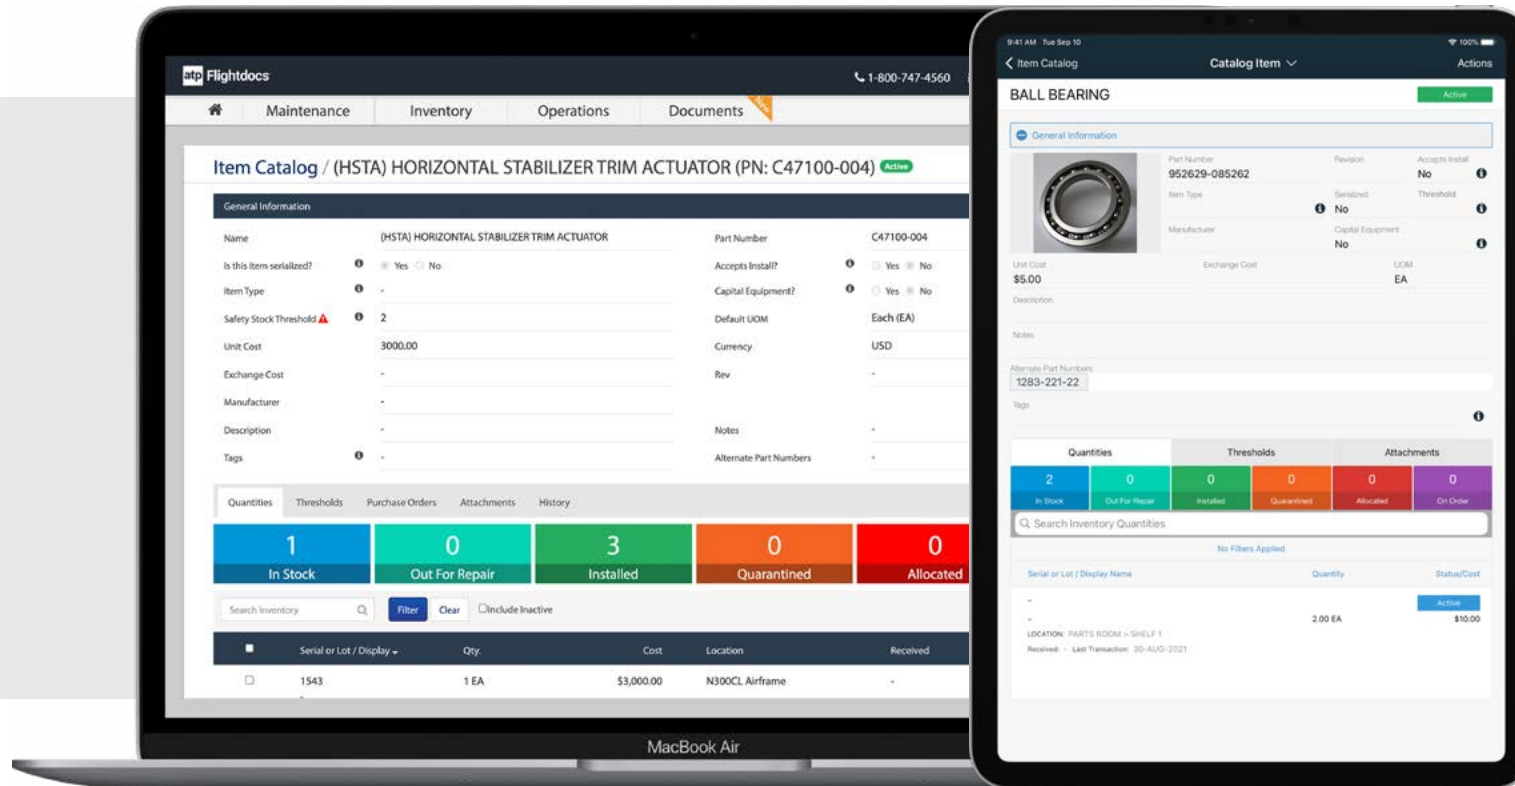 atp Flightdocs
1-800-747-4560
Maintenance Inventory Operations Documents New
Item Catalog / (HSTA) HORIZONTAL STABILIZER TRIM ACTUATOR (PN: C47100-004) Active
General Information
Name (HSTA) HORIZONTAL STABILIZER TRIM ACTUATOR Part Number C47100-004
Is this item serialized? Yes No Accepts Install? Yes No
Item Type - Capital Equipment? Yes No
Safety Stock Threshold 2 Default UOM Each (EA)
Unit Cost 3000.00 Currency USD
Exchange Cost - Rev -
Manufacturer -
Description - Notes -
Tags - Alternate Part Numbers -
Quantities Thresholds Purchase Orders Attachments History
1 0 3 0 0
In Stock Out For Repair Installed Quarantined Allocated
Search Inventory Filter Clear Include Inactive
Serial or Lot / Display Qty. Cost Location Received
1543 1 EA $3,000.00 N300CL Airframe -
MacBook Air
9:41 AM Tue Sep 10 100%
Item Catalog Catalog Item Actions
BALL BEARING Active
General Information
Part Number Revision Accepts Install
952629-085262 No
Item Type Serialized Threshold
No
Manufacturer Capital Equipment
No
Unit Cost Exchange Cost UOM
$5.00 EA
Description
Notes
Alternate Part Numbers
1283-221-22
Tags
Quantities Thresholds Attachments
2 0 0 0 0 0
In Stock Out For Repair Installed Quarantined Allocated On Order
Search Inventory Quantities
No Filters Applied
Serial or Lot / Display Name Quantity Status/Cost
- Active
- 2.00 EA $10.00
LOCATION: PARTS ROOM > SHELF 1
Received: - Last Transaction: 30-AUG-2021